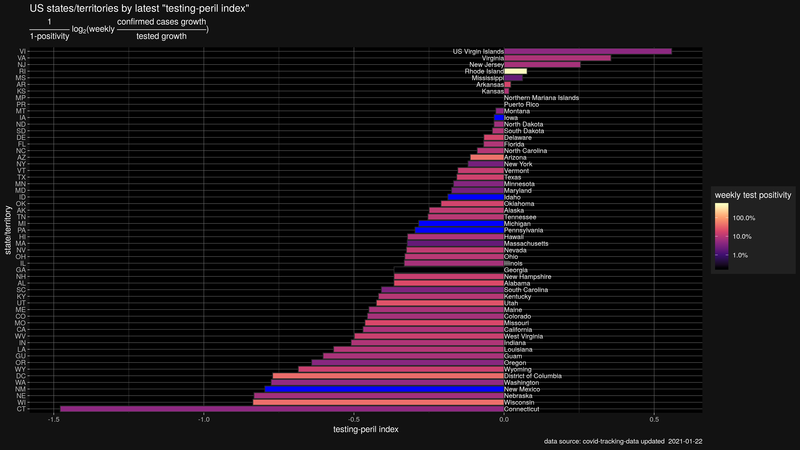 US states/territories by latest "testing-peril index"
1
1-positivity
log2(weekly
confirmed cases growth
tested growth
)
VI US Virgin Islands
VA Virginia
NJ New Jersey
RI Rhode Island
MS Mississippi
AR Arkansas
KS Kansas
MP Northern Mariana Islands
PR Puerto Rico
MT Montana
IA Iowa
ND North Dakota
SD South Dakota
DE Delaware
FL Florida
NC North Carolina
AZ Arizona
NY New York
VT Vermont
TX Texas
MN Minnesota
MD Maryland
ID Idaho
OK Oklahoma
AK Alaska
TN Tennessee
MI Michigan
PA Pennsylvania
HI Hawaii
MA Massachusetts
NV Nevada
OH Ohio
IL Illinois
GA Georgia
NH New Hampshire
AL Alabama
SC South Carolina
KY Kentucky
UT Utah
ME Maine
CO Colorado
MO Missouri
CA California
WV West Virginia
IN Indiana
LA Louisiana
GU Guam
OR Oregon
WY Wyoming
DC District of Columbia
WA Washington
NM New Mexico
NE Nebraska
WI Wisconsin
CT Connecticut
state/territory
-1.5 -1.0 -0.5 0.0 0.5
testing-peril index
weekly test positivity
100.0%
10.0%
1.0%
data source: covid-tracking-data updated 2021-01-22